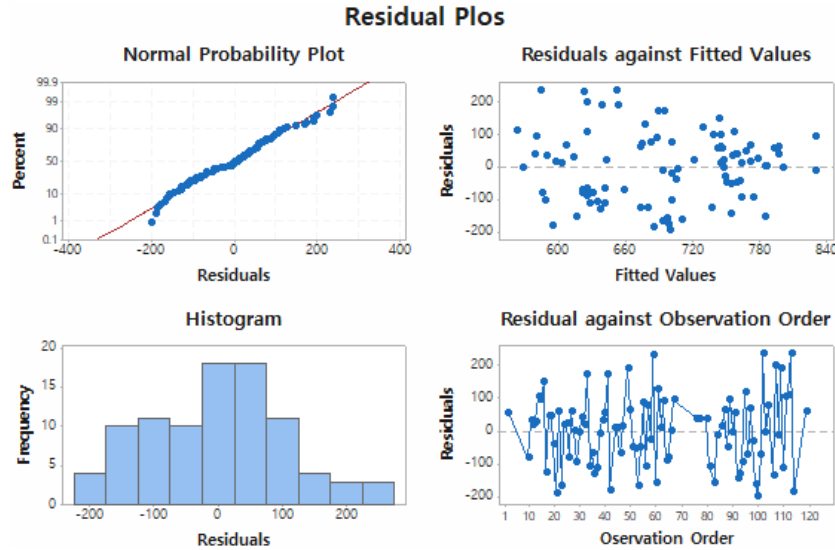 Residual Plos
Normal Probability Plot
Percent
99.9
99
90
50
10
1
0.1
-400 -200 0 200 400
Residuals
Residuals against Fitted Values
Residuals
200
100
0
-100
-200
600 660 720 780 840
Fitted Values
Histogram
Frequency
20
15
10
5
0
-200 -100 0 100 200
Residuals
Residual against Observation Order
Residuals
200
100
0
-100
-200
1 10 20 30 40 50 60 70 80 90 100 110 120
Oservation Order